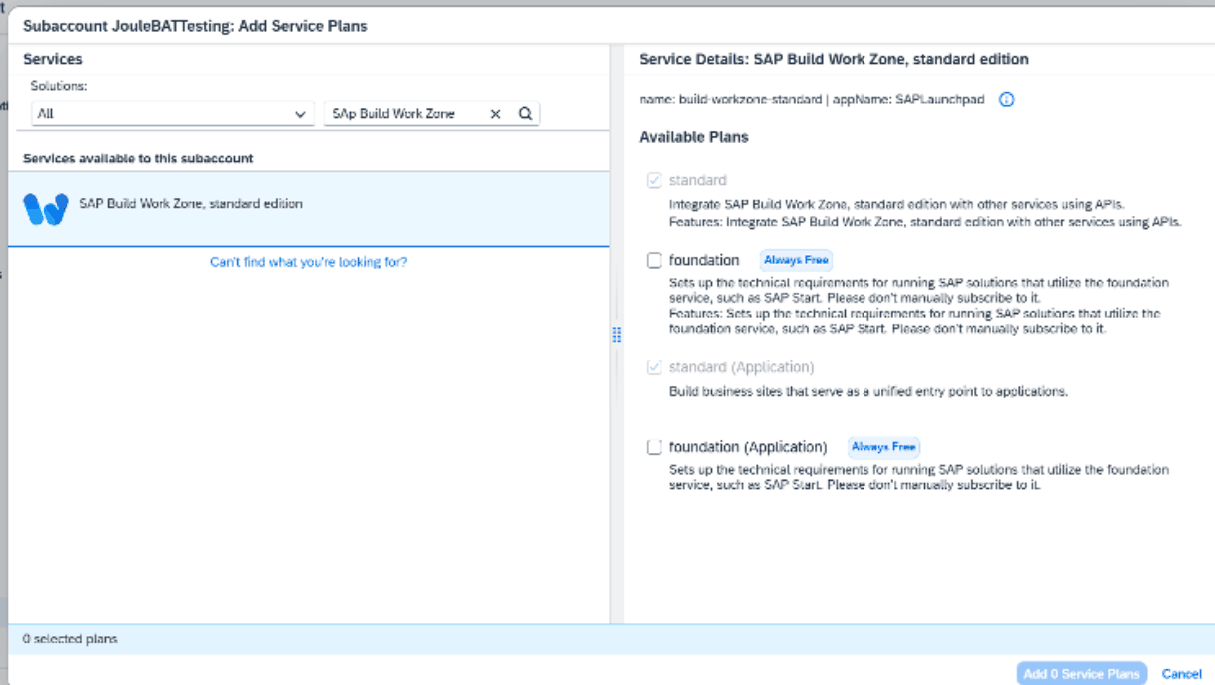 Subaccount JouleBATTesting: Add Service Plans
Services
Solutions:
All
SAp Build Work Zone
Services available to this subaccount
SAP Build Work Zone, standard edition
Can't find what you're looking for?
Service Details: SAP Build Work Zone, standard edition
name: build-workzone-standard | appName: SAPLaunchpad
Available Plans
standard
Integrate SAP Build Work Zone, standard edition with other services using APIs.
Features: Integrate SAP Build Work Zone, standard edition with other services using APIs.
foundation Always Free
Sets up the technical requirements for running SAP solutions that utilize the foundation
service, such as SAP Start. Please don't manually subscribe to it.
Features: Sets up the technical requirements for running SAP solutions that utilize the
foundation service, such as SAP Start. Please don't manually subscribe to it.
standard (Application)
Build business sites that serve as a unified entry point to applications.
foundation (Application) Always Free
Sets up the technical requirements for running SAP solutions that utilize the foundation
service, such as SAP Start. Please don't manually subscribe to it.
0 selected plans
Add 0 Service Plans Cancel